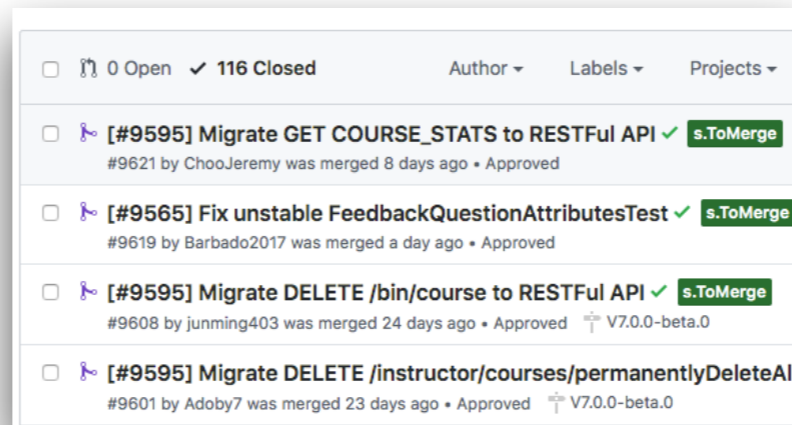 0 Open 116 Closed Author Labels Projects
[#9595] Migrate GET COURSE_STATS to RESTFul API s.ToMerge
#9621 by ChooJeremy was merged 8 days ago • Approved
[#9565] Fix unstable FeedbackQuestionAttributesTest s.ToMerge
#9619 by Barbado2017 was merged a day ago • Approved
[#9595] Migrate DELETE /bin/course to RESTFul API s.ToMerge
#9608 by junming403 was merged 24 days ago • Approved V7.0.0-beta.0
[#9595] Migrate DELETE /instructor/courses/permanentlyDeleteAl
#9601 by Adoby7 was merged 23 days ago • Approved V7.0.0-beta.0